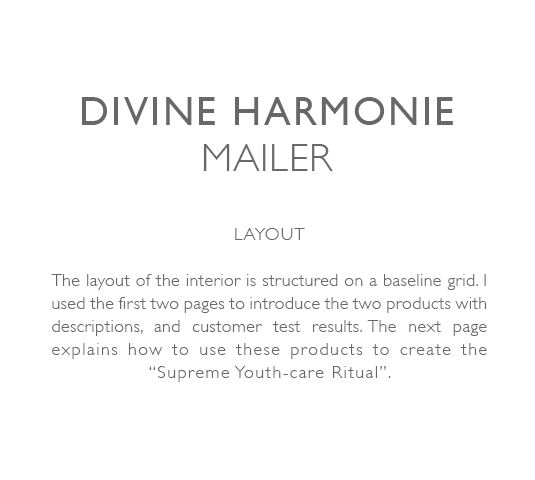 DIVINE HARMONIE
MAILER
LAYOUT
The layout of the interior is structured on a baseline grid. I
used the first two pages to introduce the two products with
descriptions, and customer test results. The next page
explains how to use these products to create the
“Supreme Youth-care Ritual”.